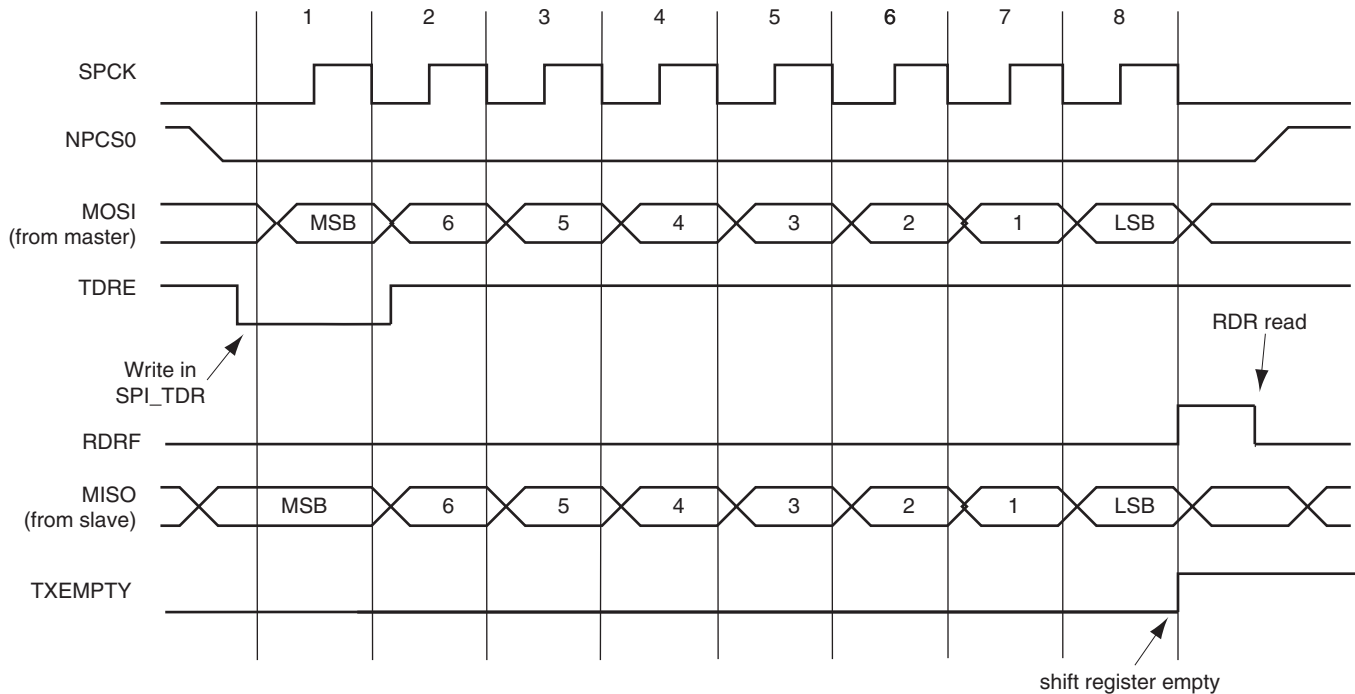 1 2 3 4 5 6 7 8
SPCK
NPCS0
MOSI
(from master)
MSB 6 5 4 3 2 1 LSB
TDRE
Write in
SPI_TDR
RDR read
RDRF
MISO
(from slave)
MSB 6 5 4 3 2 1 LSB
TXEMPTY
shift register empty